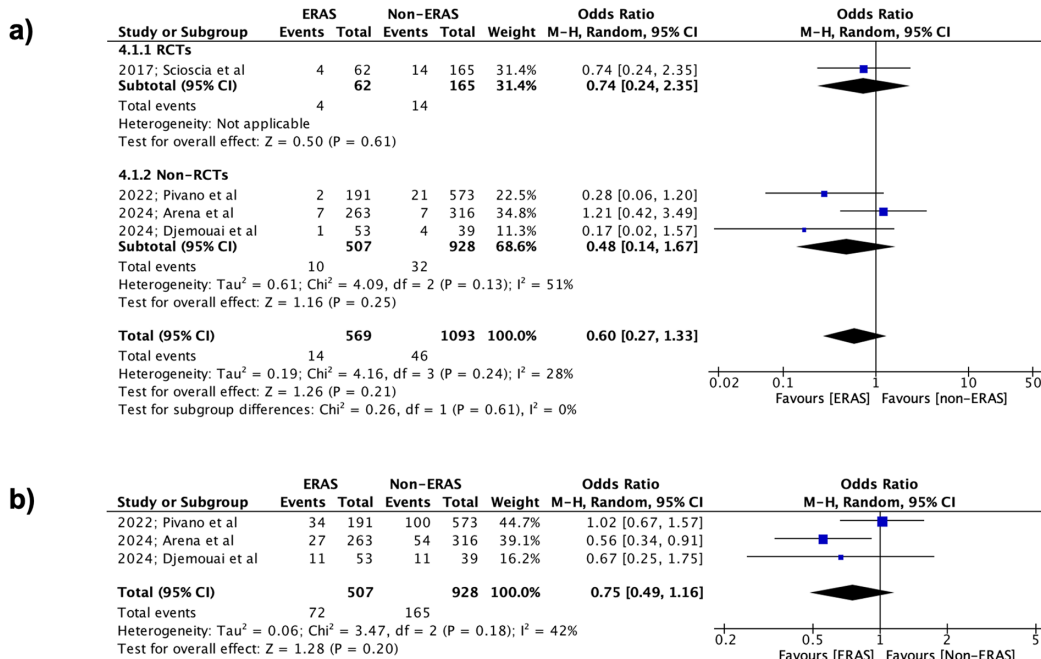 a)
ERAS Non-ERAS Odds Ratio Odds Ratio
Study or Subgroup Events Total Events Total Weight M-H, Random, 95% CI M-H, Random, 95% CI
4.1.1 RCTs
2017; Scioscia et al 4 62 14 165 31.4% 0.74 [0.24, 2.35]
Subtotal (95% CI) 62 165 31.4% 0.74 [0.24, 2.35]
Total events 4 14
Heterogeneity: Not applicable
Test for overall effect: Z = 0.50 (P = 0.61)
4.1.2 Non-RCTs
2022; Pivano et al 2 191 21 573 22.5% 0.28 [0.06, 1.20]
2024; Arena et al 7 263 7 316 34.8% 1.21 [0.42, 3.49]
2024; Djemouai et al 1 53 4 39 11.3% 0.17 [0.02, 1.57]
Subtotal (95% CI) 507 928 68.6% 0.48 [0.14, 1.67]
Total events 10 32
Heterogeneity: Tau² = 0.61; Chi² = 4.09, df = 2 (P = 0.13); I² = 51%
Test for overall effect: Z = 1.16 (P = 0.25)
Total (95% CI) 569 1093 100.0% 0.60 [0.27, 1.33]
Total events 14 46
Heterogeneity: Tau² = 0.19; Chi² = 4.16, df = 3 (P = 0.24); I² = 28%
Test for overall effect: Z = 1.26 (P = 0.21)
Test for subgroup differences: Chi² = 0.26, df = 1 (P = 0.61), I² = 0%
0.02 0.1 1 10 50
Favours [ERAS] Favours [non-ERAS]
b)
ERAS Non-ERAS Odds Ratio Odds Ratio
Study or Subgroup Events Total Events Total Weight M-H, Random, 95% CI M-H, Random, 95% CI
2022; Pivano et al 34 191 100 573 44.7% 1.02 [0.67, 1.57]
2024; Arena et al 27 263 54 316 39.1% 0.56 [0.34, 0.91]
2024; Djemouai et al 11 53 11 39 16.2% 0.67 [0.25, 1.75]
Total (95% CI) 507 928 100.0% 0.75 [0.49, 1.16]
Total events 72 165
Heterogeneity: Tau² = 0.06; Chi² = 3.47, df = 2 (P = 0.18); I² = 42%
Test for overall effect: Z = 1.28 (P = 0.20)
0.2 0.5 1 2 5
Favours [ERAS] Favours [Non-ERAS]